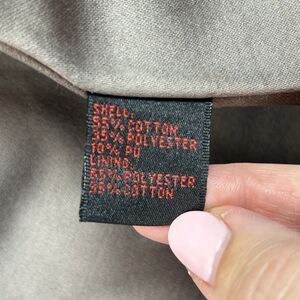 SHELL:
55% COTTON
35% POLYESTER
10% PU
LINING:
65% POLYESTER
35% COTTON